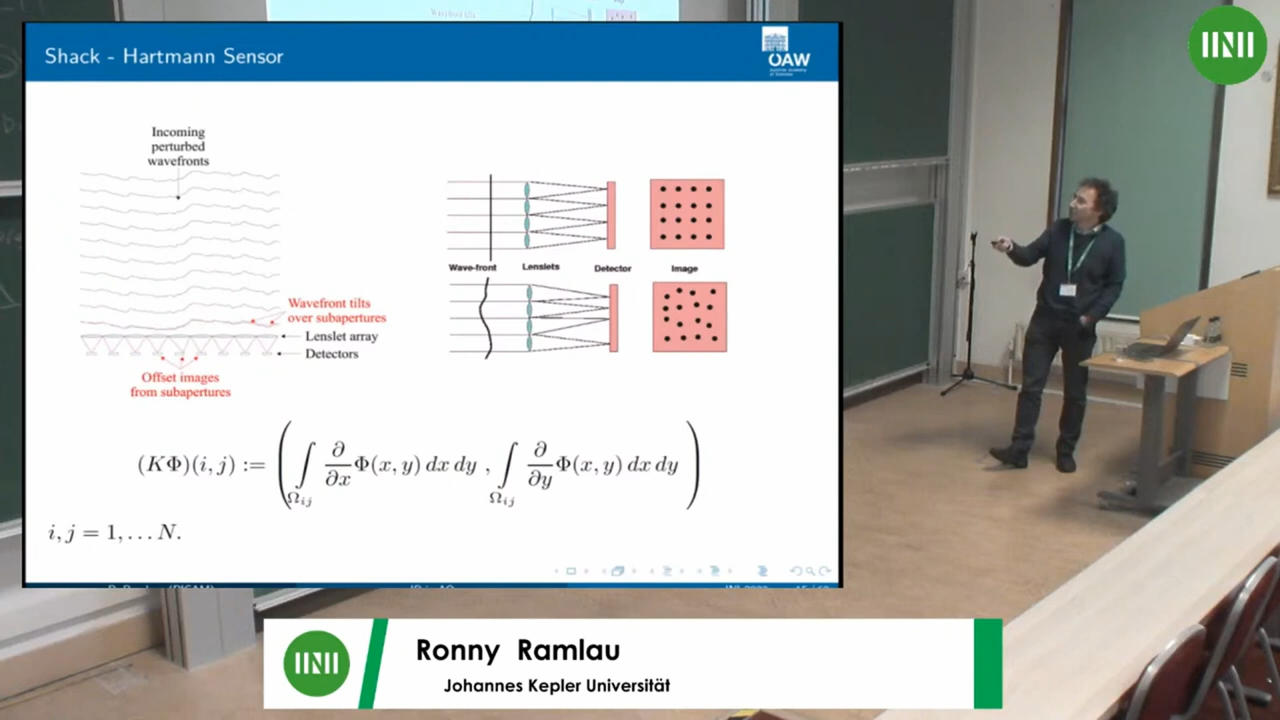 Shack - Hartmann Sensor
ÖAW
Incoming
perturbed
wavefronts
Wavefront tilts
over subapertures
Lenslet array
Detectors
Offset images
from subapertures
Wave-front Lenslets Detector Image
(KΦ)(i, j) := ( ∫_{Ω_{ij}} ∂/∂x Φ(x, y) dx dy , ∫_{Ω_{ij}} ∂/∂y Φ(x, y) dx dy )
i, j = 1, . . . N.
Ronny Ramlau
Johannes Kepler Universität